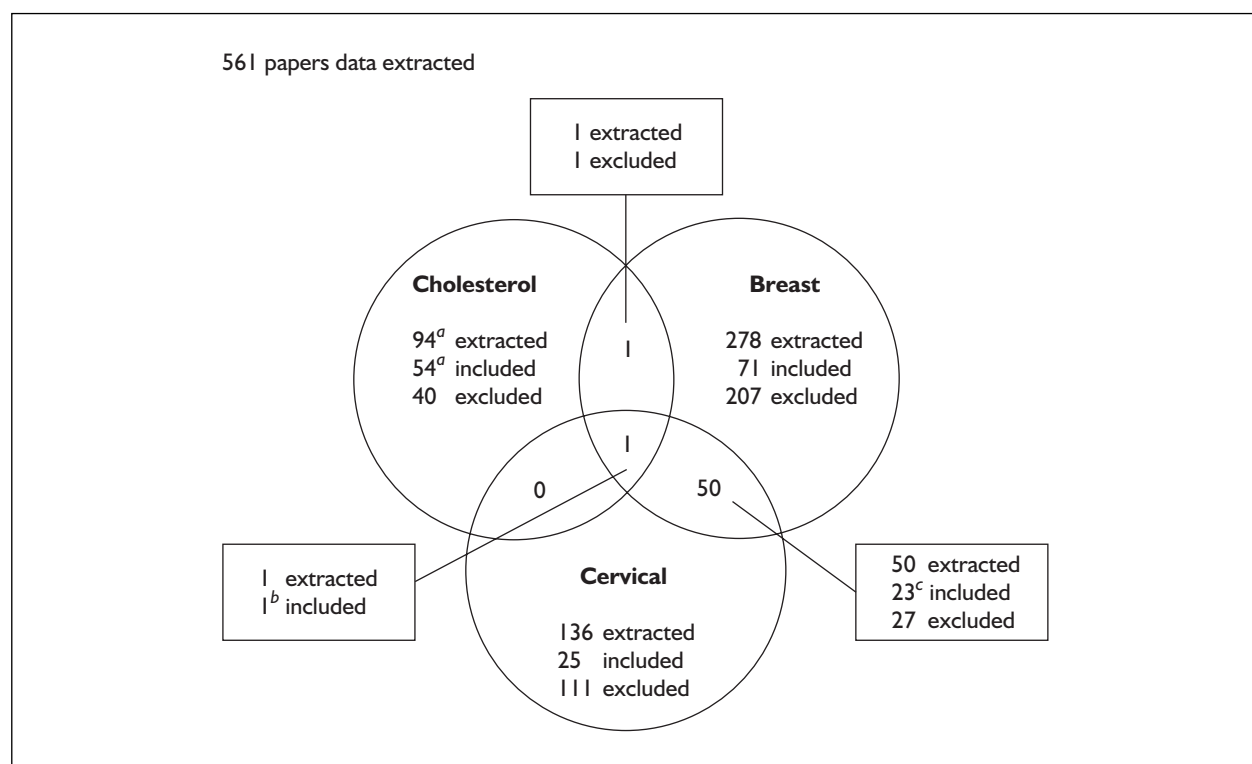 561 papers data extracted
1 extracted
1 excluded
Cholesterol
94a extracted
54a included
40 excluded
1
Breast
278 extracted
71 included
207 excluded
1
0
50
1 extracted
1b included
Cervical
136 extracted
25 included
111 excluded
50 extracted
23c included
27 excluded